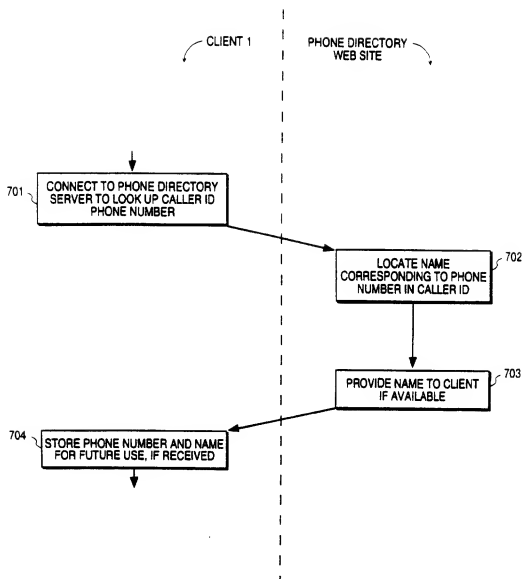 CLIENT 1
PHONE DIRECTORY
WEB SITE
701
CONNECT TO PHONE DIRECTORY
SERVER TO LOOK UP CALLER ID
PHONE NUMBER
702
LOCATE NAME
CORRESPONDING TO PHONE
NUMBER IN CALLER ID
703
PROVIDE NAME TO CLIENT
IF AVAILABLE
704
STORE PHONE NUMBER AND NAME
FOR FUTURE USE, IF RECEIVED